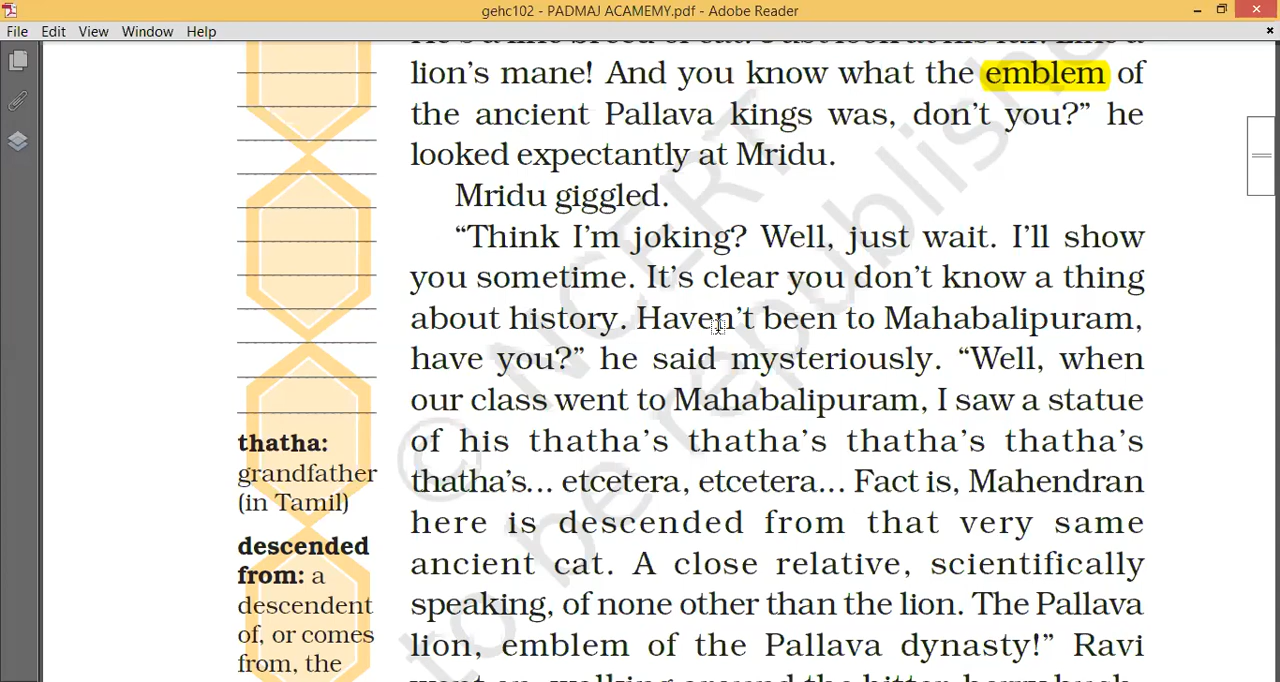 gehc102 - PADMAJ ACAMEMY.pdf - Adobe Reader
File Edit View Window Help
lion's mane! And you know what the emblem of
the ancient Pallava kings was, don't you?” he
looked expectantly at Mridu.
Mridu giggled.
“Think I'm joking? Well, just wait. I'll show
you sometime. It's clear you don't know a thing
about history. Haven't been to Mahabalipuram,
have you?” he said mysteriously. “Well, when
our class went to Mahabalipuram, I saw a statue
of his thatha's thatha's thatha's thatha's
thatha's... etcetera, etcetera... Fact is, Mahendran
here is descended from that very same
ancient cat. A close relative, scientifically
speaking, of none other than the lion. The Pallava
lion, emblem of the Pallava dynasty!” Ravi
thatha:
grandfather
(in Tamil)
descended
from: a
descendent
of, or comes
from, the
© NCERT
to be republished